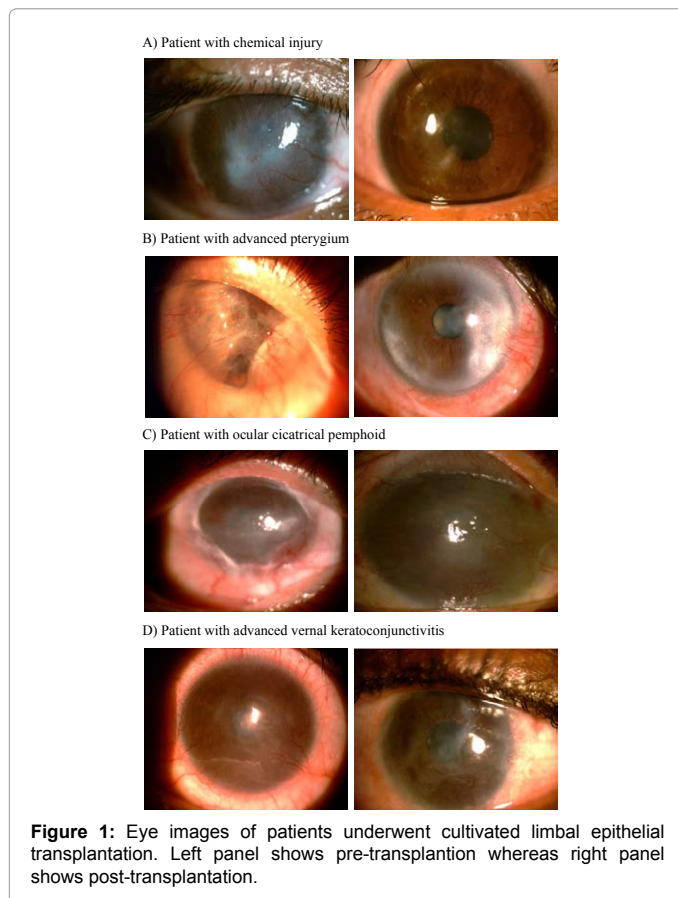 A) Patient with chemical injury
B) Patient with advanced pterygium
C) Patient with ocular cicatrical pemphoid
D) Patient with advanced vernal keratoconjunctivitis
Figure 1: Eye images of patients underwent cultivated limbal epithelial
transplantation. Left panel shows pre-transplantion whereas right panel
shows post-transplantation.